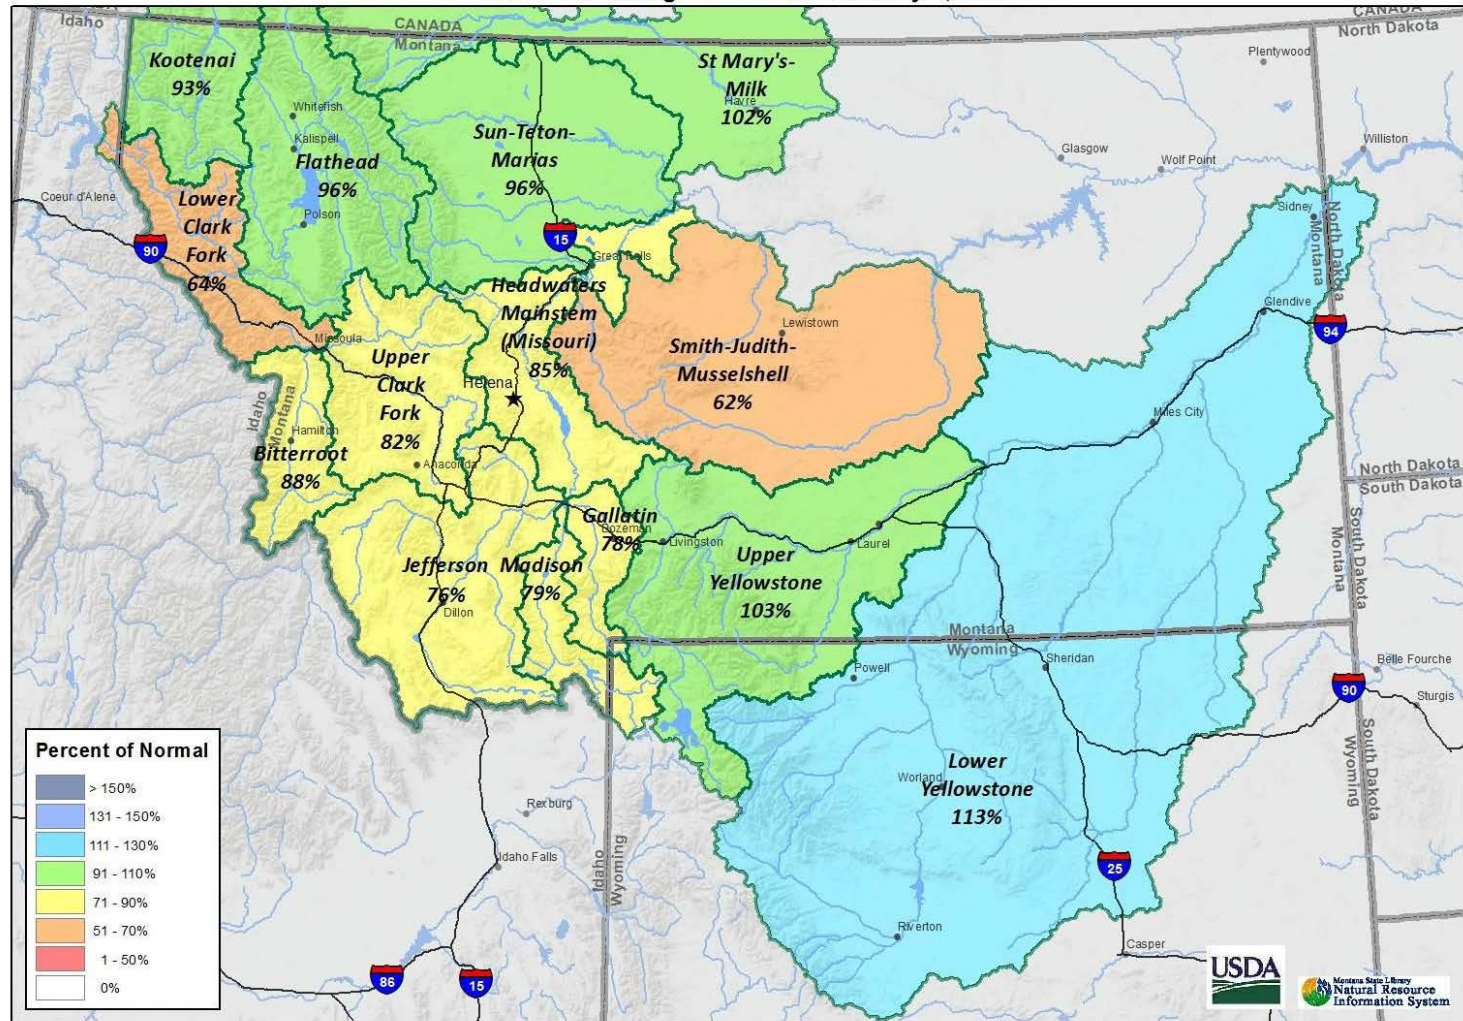 CANADA
Idaho
CANADA
Montana
CANADA
North Dakota
Kootenai
93%
St Mary's-
Milk
Havre
102%
Plentywood
Whitefish
Kalispell
Flathead
96%
Polson
Sun-Teton-
Marias
96%
Glasgow
Wolf Point
Williston
Coeur d'Alene
Lower
Clark
Fork
64%
90
15
Great Falls
Sidney
North Dakota
Montana
Headwaters
Mainstem
(Missouri)
85%
Lewistown
Glendive
94
Missoula
Upper
Clark
Fork
82%
Helena
Smith-Judith-
Musselshell
62%
Miles City
Idaho
Montana
Hamilton
Bitterroot
88%
Anaconda
North Dakota
South Dakota
Gallatin
Bozeman
78%
Livingston
Laurel
Upper
Yellowstone
103%
South Dakota
Montana
Jefferson
76%
Dillon
Madison
79%
Montana
Wyoming
Powell
Sheridan
Belle Fourche
90
Sturgis
Percent of Normal
> 150%
131 - 150%
111 - 130%
91 - 110%
71 - 90%
51 - 70%
1 - 50%
0%
Lower
Worland
Yellowstone
113%
South Dakota
Wyoming
Rexburg
Idaho Falls
Idaho
Wyoming
25
Riverton
Casper
86
15
USDA
Montana State Library
Natural Resource
Information System